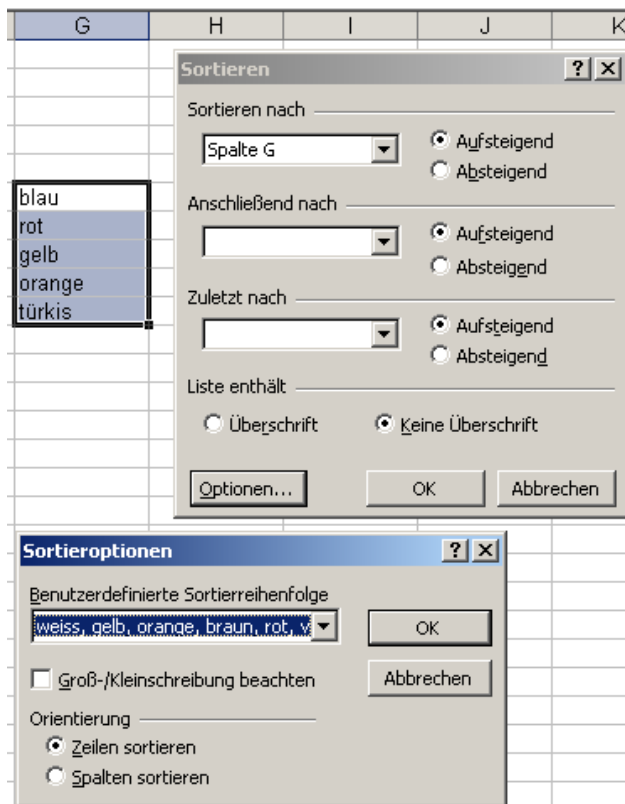 G H I J K
blau
rot
gelb
orange
türkis
Sortieren
Sortieren nach
Spalte G
Aufsteigend
Absteigend
Anschließend nach
Aufsteigend
Absteigend
Zuletzt nach
Aufsteigend
Absteigend
Liste enthält
Überschrift Keine Überschrift
Optionen... OK Abbrechen
Sortieroptionen
Benutzerdefinierte Sortierreihenfolge
weiss, gelb, orange, braun, rot, v
OK
Groß-/Kleinschreibung beachten
Abbrechen
Orientierung
Zeilen sortieren
Spalten sortieren